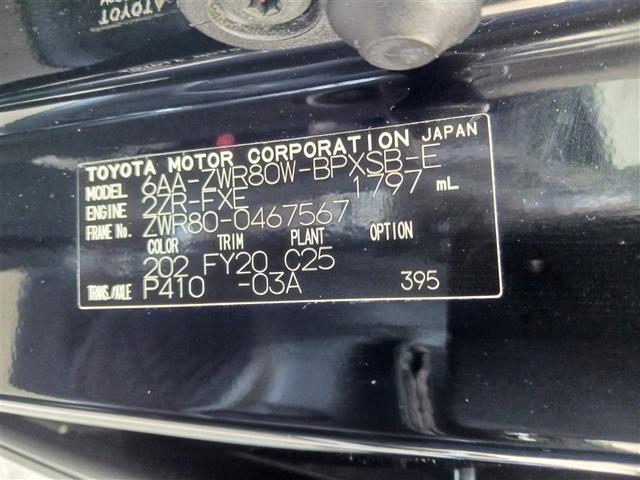 TOYOTA
TOYOTA MOTOR CORPORATION JAPAN
MODEL 6AA-ZWR80W-BPXSB-E
ENGINE 2ZR-FXE 1797 mL
FRAME No. ZWR80-0467567
COLOR TRIM PLANT OPTION
202 FY20 C25
TRANS./AXLE P410 -03A 395